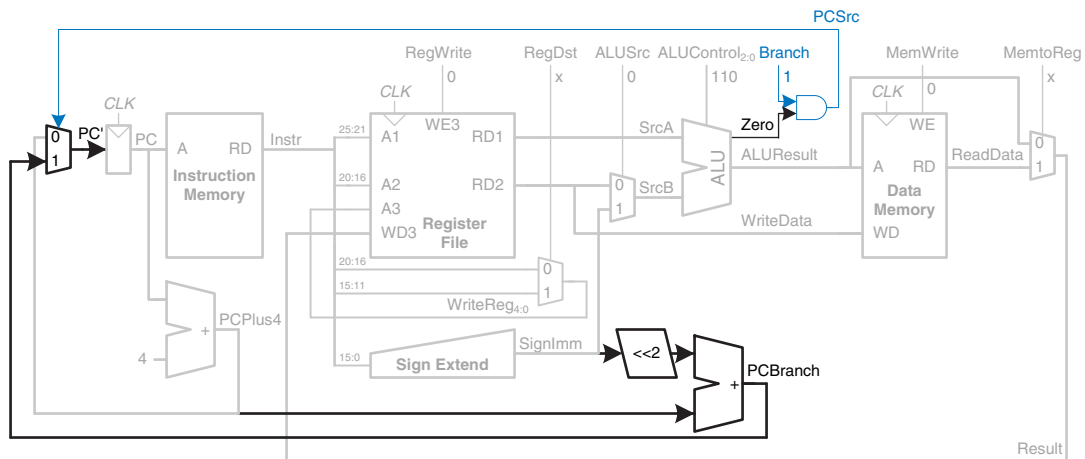 PCSrc
RegWrite RegDst ALUSrc ALUControl2:0 Branch MemWrite MemtoReg
0 x 0 110 1 0 x
CLK CLK CLK
0 PC' PC
1
A RD Instr
Instruction
Memory
25:21 A1 WE3 RD1
20:16 A2 RD2
A3
WD3
Register
File
SrcA
0 SrcB
1
ALU
Zero
ALUResult
WriteData
WE
A RD ReadData
Data
Memory
WD
0
1
20:16 0
15:11 1
WriteReg4:0
PCPlus4
+
4
15:0 Sign Extend SignImm
<<2
+
PCBranch
Result